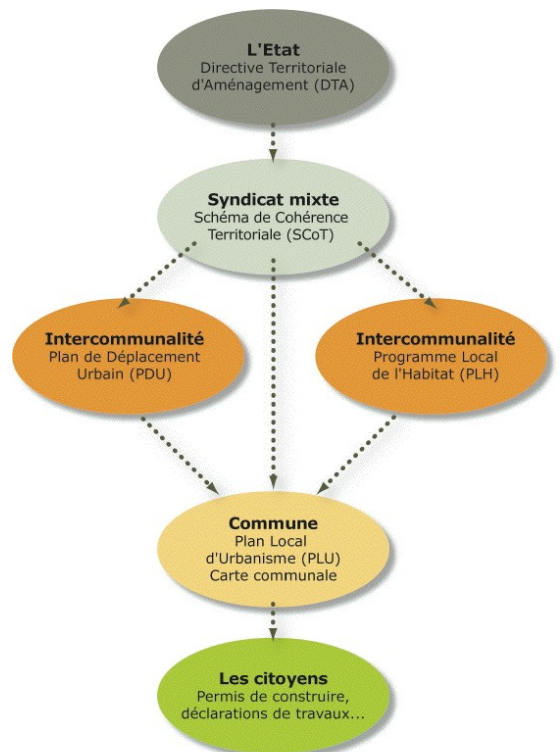 L'Etat
Directive Territoriale
d'Aménagement (DTA)
Syndicat mixte
Schéma de Cohérence
Territoriale (SCoT)
Intercommunalité
Plan de Déplacement
Urbain (PDU)
Intercommunalité
Programme Local
de l'Habitat (PLH)
Commune
Plan Local
d'Urbanisme (PLU)
Carte communale
Les citoyens
Permis de construire,
déclarations de travaux...